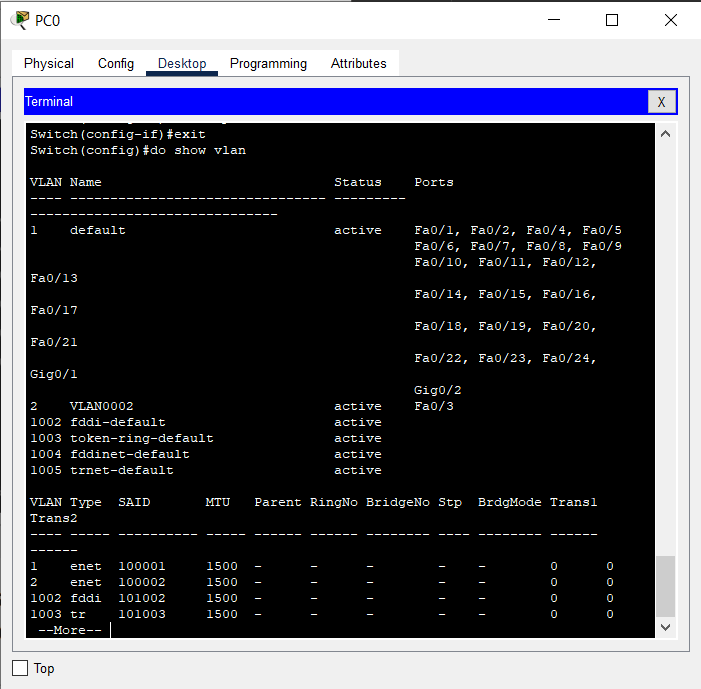 PC0
Physical Config Desktop Programming Attributes
Terminal X
Switch(config-if)#exit
Switch(config)#do show vlan
VLAN Name Status Ports
---- -------------------------------- ---------
-------------------------------
1 default active Fa0/1, Fa0/2, Fa0/4, Fa0/5
Fa0/6, Fa0/7, Fa0/8, Fa0/9
Fa0/10, Fa0/11, Fa0/12,
Fa0/13
Fa0/14, Fa0/15, Fa0/16,
Fa0/17
Fa0/18, Fa0/19, Fa0/20,
Fa0/21
Fa0/22, Fa0/23, Fa0/24,
Gig0/1
Gig0/2
2 VLAN0002 active Fa0/3
1002 fddi-default active
1003 token-ring-default active
1004 fddinet-default active
1005 trnet-default active
VLAN Type SAID MTU Parent RingNo BridgeNo Stp BrdgMode Trans1
Trans2
---- ----- ---------- ----- ------ ------ -------- ---- -------- ------
------
1 enet 100001 1500 - - - - - 0 0
2 enet 100002 1500 - - - - - 0 0
1002 fddi 101002 1500 - - - - - 0 0
1003 tr 101003 1500 - - - - - 0 0
--More--
Top